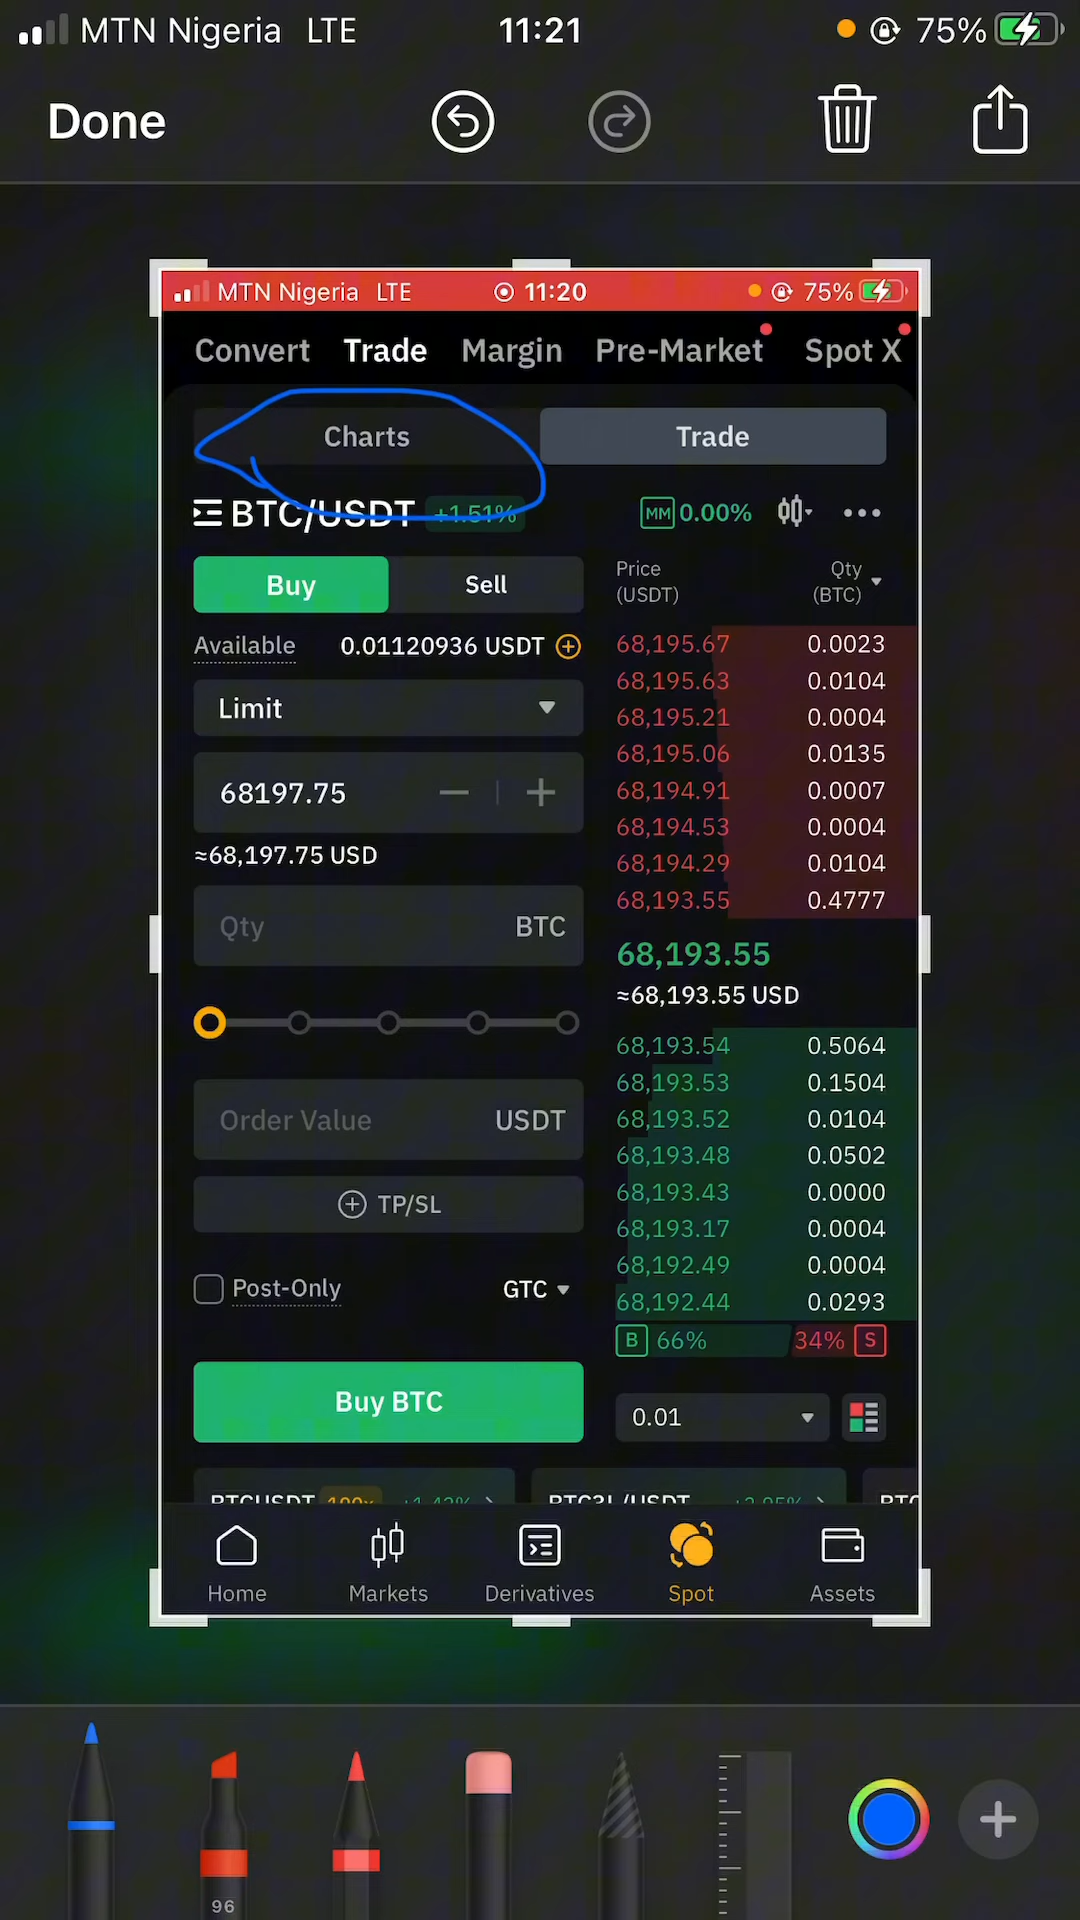 MTN Nigeria LTE 11:21 75%
Done
MTN Nigeria LTE 11:20 75%
Convert Trade Margin Pre-Market Spot X
Charts Trade
BTC/USDT +1.51% MM 0.00%
Buy Sell
Price Qty
(USDT) (BTC)
Available 0.01120936 USDT
68,195.67 0.0023
68,195.63 0.0104
Limit
68,195.21 0.0004
68,195.06 0.0135
68197.75
68,194.91 0.0007
68,194.53 0.0004
≈68,197.75 USD
68,194.29 0.0104
68,193.55 0.4777
Qty BTC
68,193.55
≈68,193.55 USD
68,193.54 0.5064
68,193.53 0.1504
Order Value USDT
68,193.52 0.0104
68,193.48 0.0502
TP/SL
68,193.43 0.0000
68,193.17 0.0004
68,192.49 0.0004
Post-Only GTC
68,192.44 0.0293
B 66% 34% S
Buy BTC
0.01
BTCUSDT 100x +1.42% BTC3L/USDT BTC
Home Markets Derivatives Spot Assets
96